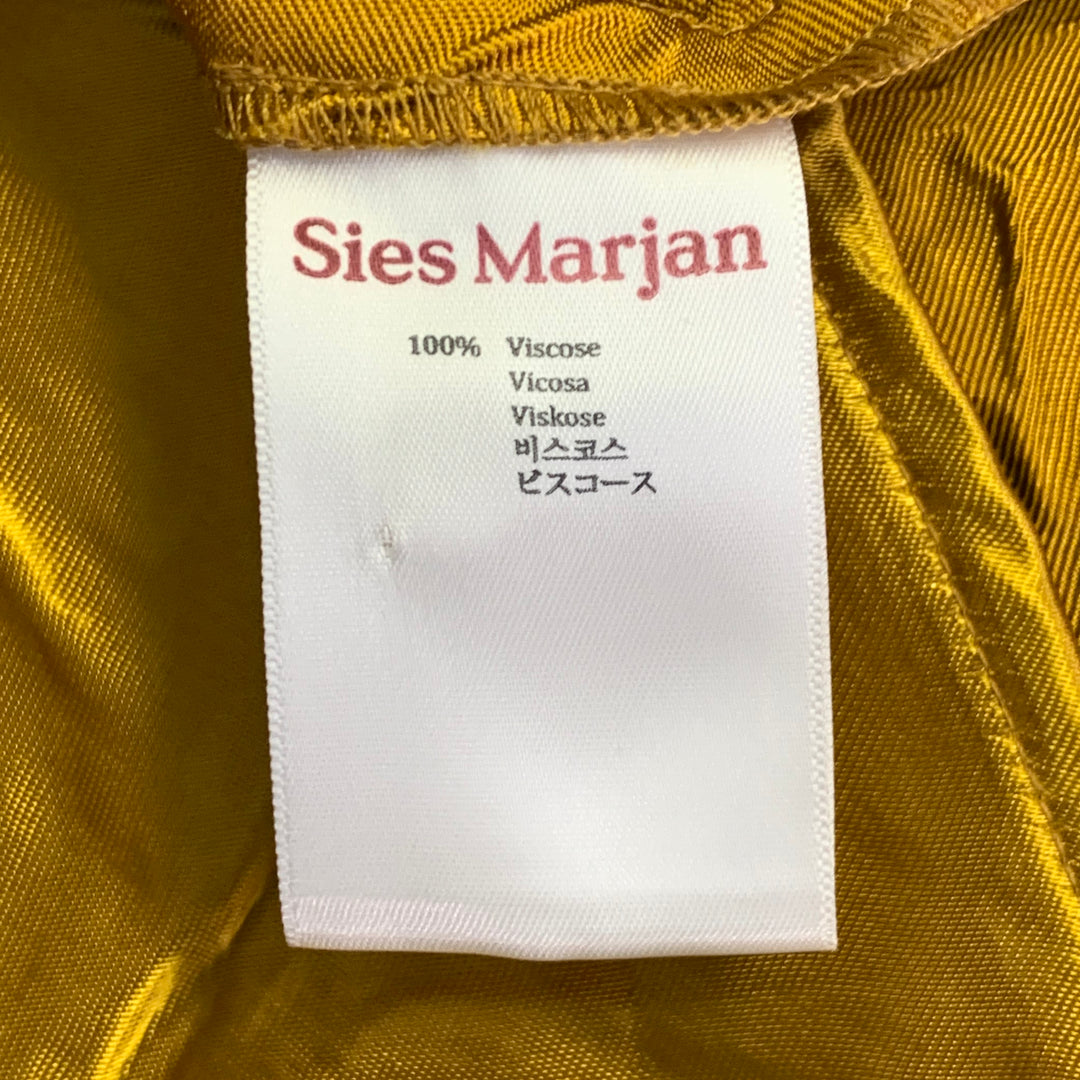 Sies Marjan
100% Viscose
Vicosa
Viskose
비스코스
ビスコース